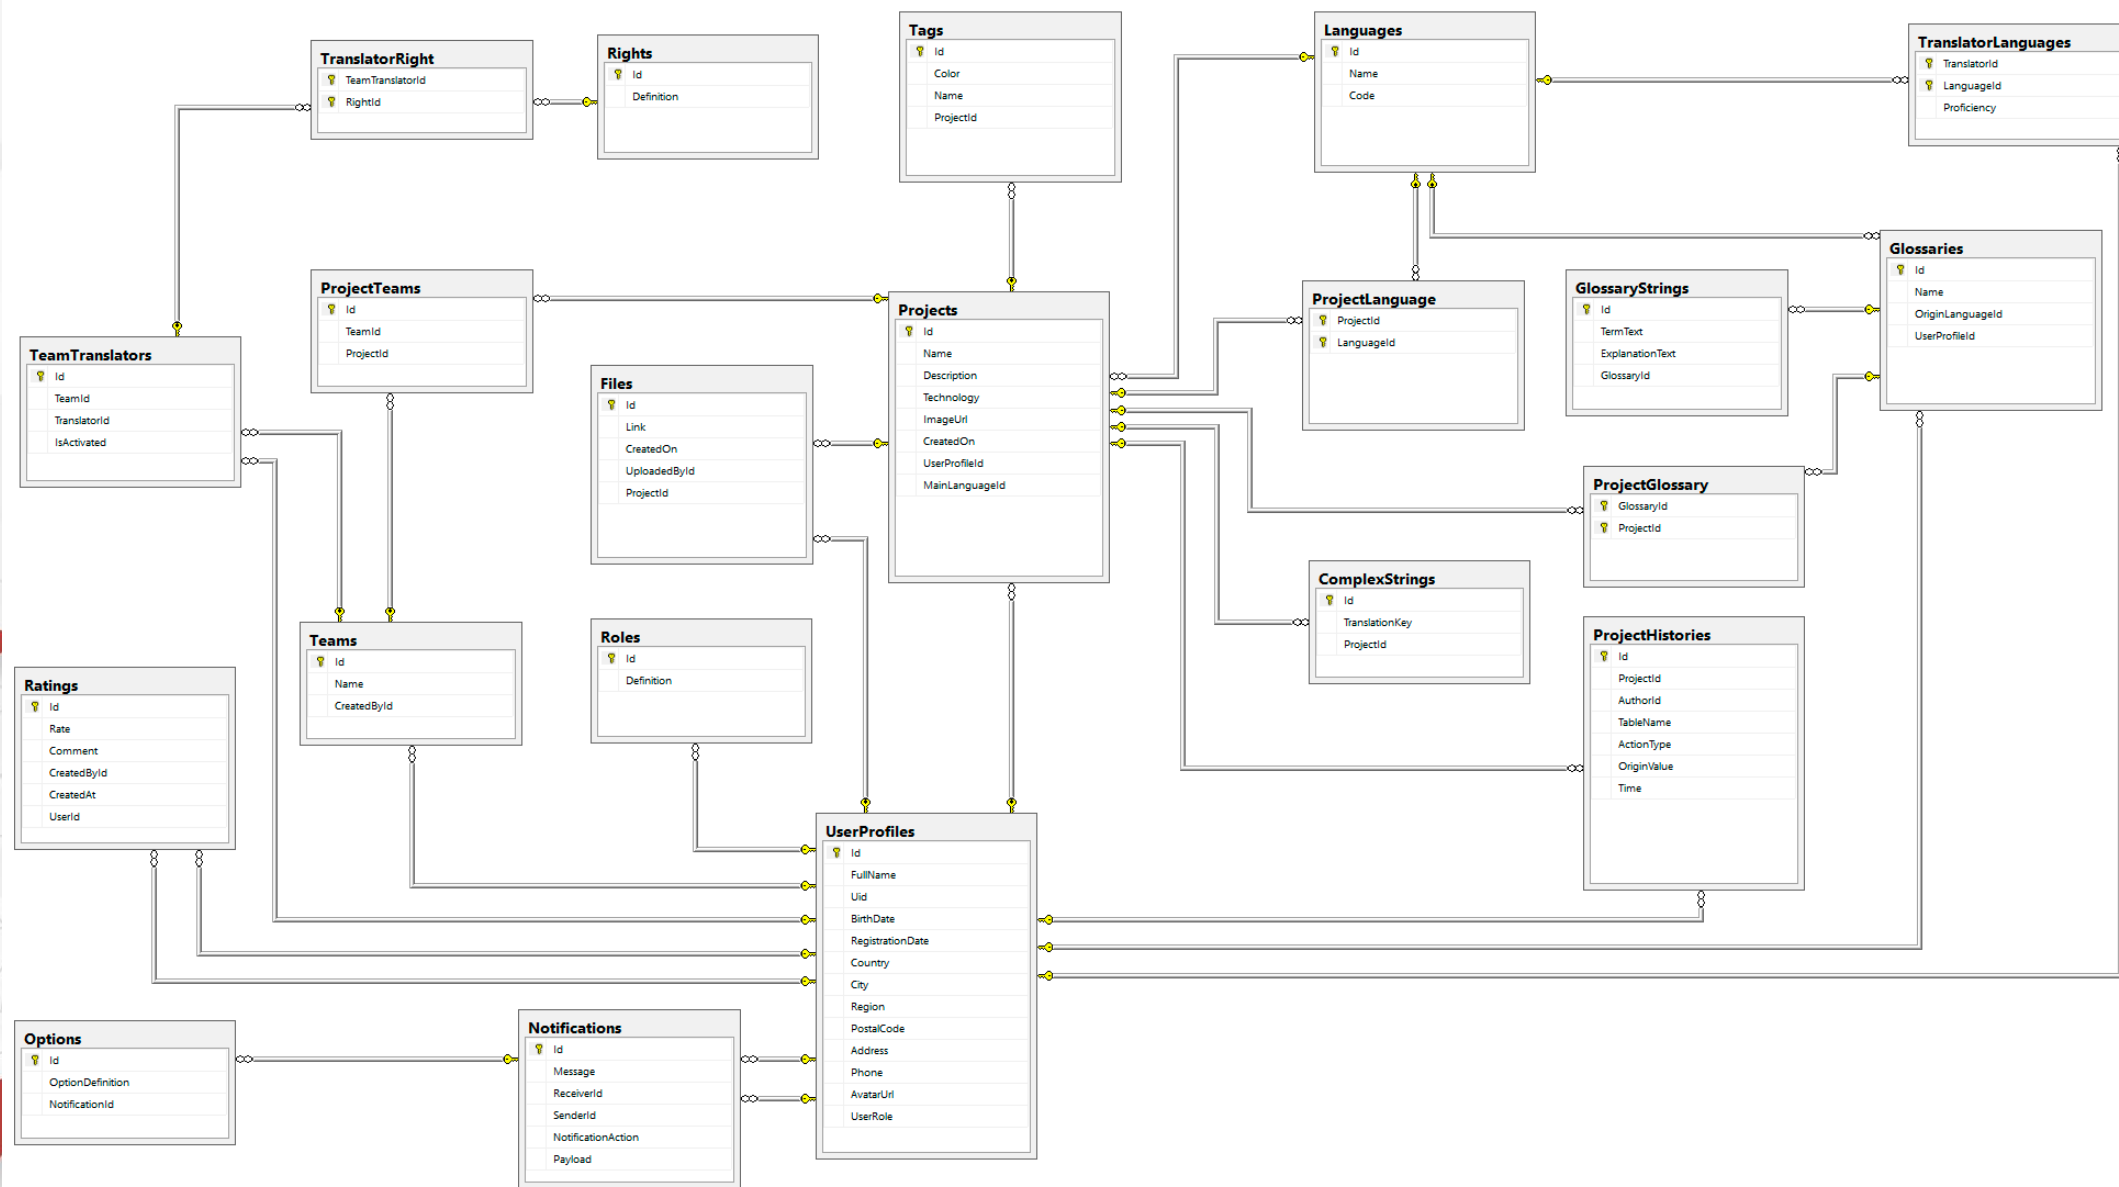 TranslatorRight
TeamTranslatorId
RightId
Rights
Id
Definition
Tags
Id
Color
Name
ProjectId
Languages
Id
Name
Code
TranslatorLanguages
TranslatorId
LanguageId
Proficiency
TeamTranslators
Id
TeamId
TranslatorId
IsActivated
ProjectTeams
Id
TeamId
ProjectId
Files
Id
Link
CreatedOn
UploadedById
ProjectId
Projects
Id
Name
Description
Technology
ImageUrl
CreatedOn
UserProfileId
MainLanguageId
ProjectLanguage
ProjectId
LanguageId
GlossaryStrings
Id
TermText
ExplanationText
GlossaryId
Glossaries
Id
Name
OriginLanguageId
UserProfileId
ProjectGlossary
GlossaryId
ProjectId
ComplexStrings
Id
TranslationKey
ProjectId
ProjectHistories
Id
ProjectId
AuthorId
TableName
ActionType
OriginValue
Time
Ratings
Id
Rate
Comment
CreatedById
CreatedAt
UserId
Teams
Id
Name
CreatedById
Roles
Id
Definition
UserProfiles
Id
FullName
Uid
BirthDate
RegistrationDate
Country
City
Region
PostalCode
Address
Phone
AvatarUrl
UserRole
Options
Id
OptionDefinition
NotificationId
Notifications
Id
Message
ReceiverId
SenderId
NotificationAction
Payload